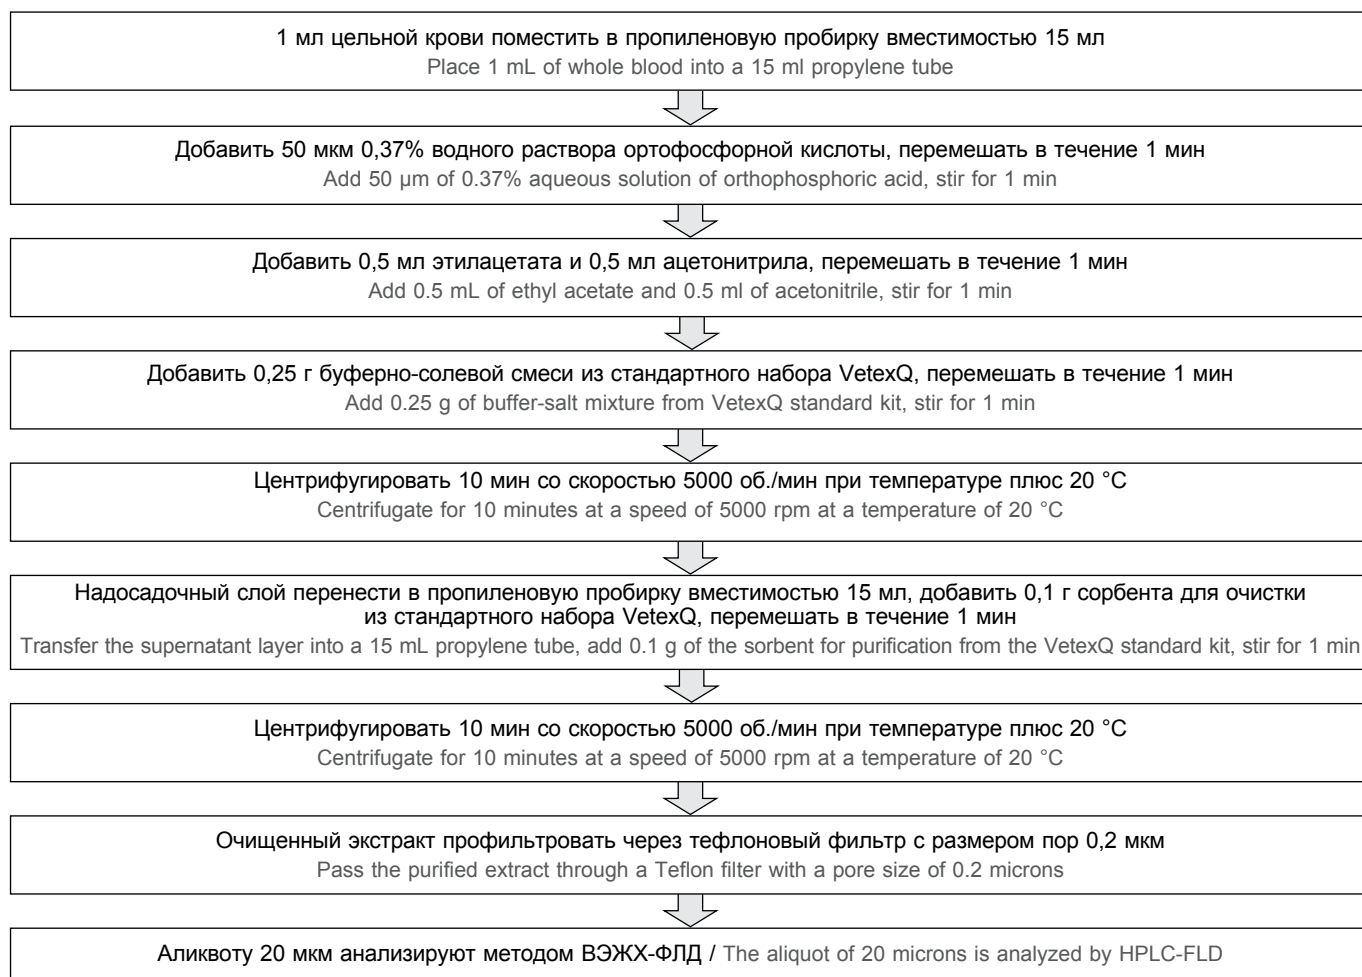 1 мл цельной крови поместить в пропиленовую пробирку вместимостью 15 мл
Place 1 mL of whole blood into a 15 ml propylene tube
Добавить 50 мкм 0,37% водного раствора ортофосфорной кислоты, перемешать в течение 1 мин
Add 50 µm of 0.37% aqueous solution of orthophosphoric acid, stir for 1 min
Добавить 0,5 мл этилацетата и 0,5 мл ацетонитрила, перемешать в течение 1 мин
Add 0.5 mL of ethyl acetate and 0.5 ml of acetonitrile, stir for 1 min
Добавить 0,25 г буферно-солевой смеси из стандартного набора VetexQ, перемешать в течение 1 мин
Add 0.25 g of buffer-salt mixture from VetexQ standard kit, stir for 1 min
Центрифугировать 10 мин со скоростью 5000 об./мин при температуре плюс 20 °C
Centrifugate for 10 minutes at a speed of 5000 rpm at a temperature of 20 °C
Надосадочный слой перенести в пропиленовую пробирку вместимостью 15 мл, добавить 0,1 г сорбента для очистки
из стандартного набора VetexQ, перемешать в течение 1 мин
Transfer the supernatant layer into a 15 mL propylene tube, add 0.1 g of the sorbent for purification from the VetexQ standard kit, stir for 1 min
Центрифугировать 10 мин со скоростью 5000 об./мин при температуре плюс 20 °C
Centrifugate for 10 minutes at a speed of 5000 rpm at a temperature of 20 °C
Очищенный экстракт профильтровать через тефлоновый фильтр с размером пор 0,2 мкм
Pass the purified extract through a Teflon filter with a pore size of 0.2 microns
Аликвоту 20 мкм анализируют методом ВЭЖХ-ФЛД / The aliquot of 20 microns is analyzed by HPLC-FLD